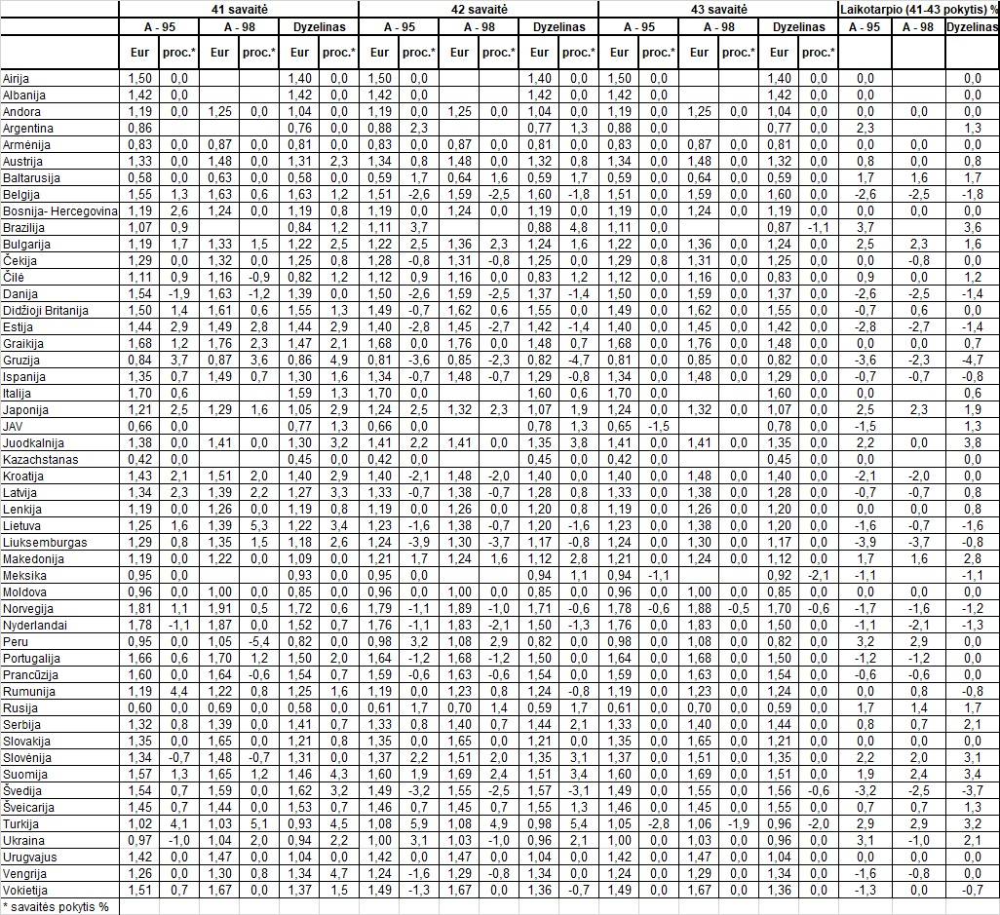 41 savaitė 42 savaitė 43 savaitė Laikotarpio (41-43 pokytis) %
A - 95 A - 98 Dyzelinas A - 95 A - 98 Dyzelinas A - 95 A - 98 Dyzelinas A - 95 A - 98 Dyzelinas
Eur proc.* Eur proc.* Eur proc.* Eur proc.* Eur proc.* Eur proc.* Eur proc.* Eur proc.* Eur proc.*
Airija 1,50 0,0 1,40 0,0 1,50 0,0 1,40 0,0 1,50 0,0 1,40 0,0 0,0 0,0
Albanija 1,42 0,0 1,42 0,0 1,42 0,0 1,42 0,0 1,42 0,0 1,42 0,0 0,0 0,0
Andora 1,19 0,0 1,25 0,0 1,04 0,0 1,19 0,0 1,25 0,0 1,04 0,0 1,19 0,0 1,25 0,0 1,04 0,0 0,0 0,0 0,0
Argentina 0,86 0,76 0,0 0,88 2,3 0,77 1,3 0,88 0,0 0,77 0,0 2,3 1,3
Armėnija 0,83 0,0 0,87 0,0 0,81 0,0 0,83 0,0 0,87 0,0 0,81 0,0 0,83 0,0 0,87 0,0 0,81 0,0 0,0 0,0 0,0
Austrija 1,33 0,0 1,48 0,0 1,31 2,3 1,34 0,8 1,48 0,0 1,32 0,8 1,34 0,0 1,48 0,0 1,32 0,0 0,8 0,0 0,8
Baltarusija 0,58 0,0 0,63 0,0 0,58 0,0 0,59 1,7 0,64 1,6 0,59 1,7 0,59 0,0 0,64 0,0 0,59 0,0 1,7 1,6 1,7
Belgija 1,55 1,3 1,63 0,6 1,63 1,2 1,51 -2,6 1,59 -2,5 1,60 -1,8 1,51 0,0 1,59 0,0 1,60 0,0 -2,6 -2,5 -1,8
Bosnija- Hercegovina 1,19 2,6 1,24 0,0 1,19 0,8 1,19 0,0 1,24 0,0 1,19 0,0 1,19 0,0 1,24 0,0 1,19 0,0 0,0 0,0 0,0
Brazilija 1,07 0,9 0,84 1,2 1,11 3,7 0,88 4,8 1,11 0,0 0,87 -1,1 3,7 3,6
Bulgarija 1,19 1,7 1,33 1,5 1,22 2,5 1,22 2,5 1,36 2,3 1,24 1,6 1,22 0,0 1,36 0,0 1,24 0,0 2,5 2,3 1,6
Čekija 1,29 0,0 1,32 0,0 1,25 0,8 1,28 -0,8 1,31 -0,8 1,25 0,0 1,29 0,8 1,31 0,0 1,25 0,0 0,0 -0,8 0,0
Čilė 1,11 0,9 1,16 -0,9 0,82 1,2 1,12 0,9 1,16 0,0 0,83 1,2 1,12 0,0 1,16 0,0 0,83 0,0 0,9 0,0 1,2
Danija 1,54 -1,9 1,63 -1,2 1,39 0,0 1,50 -2,6 1,59 -2,5 1,37 -1,4 1,50 0,0 1,59 0,0 1,37 0,0 -2,6 -2,5 -1,4
Didžioji Britanija 1,50 1,4 1,61 0,6 1,55 1,3 1,49 -0,7 1,62 0,6 1,55 0,0 1,49 0,0 1,62 0,0 1,55 0,0 -0,7 0,6 0,0
Estija 1,44 2,9 1,49 2,8 1,44 2,9 1,40 -2,8 1,45 -2,7 1,42 -1,4 1,40 0,0 1,45 0,0 1,42 0,0 -2,8 -2,7 -1,4
Graikija 1,68 1,2 1,76 2,3 1,47 2,1 1,68 0,0 1,76 0,0 1,48 0,7 1,68 0,0 1,76 0,0 1,48 0,0 0,0 0,0 0,7
Gruzija 0,84 3,7 0,87 3,6 0,86 4,9 0,81 -3,6 0,85 -2,3 0,82 -4,7 0,81 0,0 0,85 0,0 0,82 0,0 -3,6 -2,3 -4,7
Ispanija 1,35 0,7 1,49 0,7 1,30 1,6 1,34 -0,7 1,48 -0,7 1,29 -0,8 1,34 0,0 1,48 0,0 1,29 0,0 -0,7 -0,7 -0,8
Italija 1,70 0,6 1,59 1,3 1,70 0,0 1,60 0,6 1,70 0,0 1,60 0,0 0,0 0,6
Japonija 1,21 2,5 1,29 1,6 1,05 2,9 1,24 2,5 1,32 2,3 1,07 1,9 1,24 0,0 1,32 0,0 1,07 0,0 2,5 2,3 1,9
JAV 0,66 0,0 0,77 1,3 0,66 0,0 0,78 1,3 0,65 -1,5 0,78 0,0 -1,5 1,3
Juodkalnija 1,38 0,0 1,41 0,0 1,30 3,2 1,41 2,2 1,41 0,0 1,35 3,8 1,41 0,0 1,41 0,0 1,35 0,0 2,2 0,0 3,8
Kazachstanas 0,42 0,0 0,45 0,0 0,42 0,0 0,45 0,0 0,42 0,0 0,45 0,0 0,0 0,0
Kroatija 1,43 2,1 1,51 2,0 1,40 2,9 1,40 -2,1 1,48 -2,0 1,40 0,0 1,40 0,0 1,48 0,0 1,40 0,0 -2,1 -2,0 0,0
Latvija 1,34 2,3 1,39 2,2 1,27 3,3 1,33 -0,7 1,38 -0,7 1,28 0,8 1,33 0,0 1,38 0,0 1,28 0,0 -0,7 -0,7 0,8
Lenkija 1,19 0,0 1,26 0,0 1,19 0,8 1,19 0,0 1,26 0,0 1,20 0,8 1,19 0,0 1,26 0,0 1,20 0,0 0,0 0,0 0,8
Lietuva 1,25 1,6 1,39 5,3 1,22 3,4 1,23 -1,6 1,38 -0,7 1,20 -1,6 1,23 0,0 1,38 0,0 1,20 0,0 -1,6 -0,7 -1,6
Liuksemburgas 1,29 0,8 1,35 1,5 1,18 2,6 1,24 -3,9 1,30 -3,7 1,17 -0,8 1,24 0,0 1,30 0,0 1,17 0,0 -3,9 -3,7 -0,8
Makedonija 1,19 0,0 1,22 0,0 1,09 0,0 1,21 1,7 1,24 1,6 1,12 2,8 1,21 0,0 1,24 0,0 1,12 0,0 1,7 1,6 2,8
Meksika 0,95 0,0 0,93 0,0 0,95 0,0 0,94 1,1 0,94 -1,1 0,92 -2,1 -1,1 -1,1
Moldova 0,96 0,0 1,00 0,0 0,85 0,0 0,96 0,0 1,00 0,0 0,85 0,0 0,96 0,0 1,00 0,0 0,85 0,0 0,0 0,0 0,0
Norvegija 1,81 1,1 1,91 0,5 1,72 0,6 1,79 -1,1 1,89 -1,0 1,71 -0,6 1,78 -0,6 1,88 -0,5 1,70 -0,6 -1,7 -1,6 -1,2
Nyderlandai 1,78 -1,1 1,87 0,0 1,52 0,7 1,76 -1,1 1,83 -2,1 1,50 -1,3 1,76 0,0 1,83 0,0 1,50 0,0 -1,1 -2,1 -1,3
Peru 0,95 0,0 1,05 -5,4 0,82 0,0 0,98 3,2 1,08 2,9 0,82 0,0 0,98 0,0 1,08 0,0 0,82 0,0 3,2 2,9 0,0
Portugalija 1,66 0,6 1,70 1,2 1,50 2,0 1,64 -1,2 1,68 -1,2 1,50 0,0 1,64 0,0 1,68 0,0 1,50 0,0 -1,2 -1,2 0,0
Prancūzija 1,60 0,0 1,64 -0,6 1,54 0,7 1,59 -0,6 1,63 -0,6 1,54 0,0 1,59 0,0 1,63 0,0 1,54 0,0 -0,6 -0,6 0,0
Rumunija 1,19 4,4 1,22 0,8 1,25 1,6 1,19 0,0 1,23 0,8 1,24 -0,8 1,19 0,0 1,23 0,0 1,24 0,0 0,0 0,8 -0,8
Rusija 0,60 0,0 0,69 0,0 0,58 0,0 0,61 1,7 0,70 1,4 0,59 1,7 0,61 0,0 0,70 0,0 0,59 0,0 1,7 1,4 1,7
Serbija 1,32 0,8 1,39 0,0 1,41 0,7 1,33 0,8 1,40 0,7 1,44 2,1 1,33 0,0 1,40 0,0 1,44 0,0 0,8 0,7 2,1
Slovakija 1,35 0,0 1,65 0,0 1,21 0,8 1,35 0,0 1,65 0,0 1,21 0,0 1,35 0,0 1,65 0,0 1,21 0,0 0,0 0,0 0,0
Slovėnija 1,34 -0,7 1,48 -0,7 1,31 0,0 1,37 2,2 1,51 2,0 1,35 3,1 1,37 0,0 1,51 0,0 1,35 0,0 2,2 2,0 3,1
Suomija 1,57 1,3 1,65 1,2 1,46 4,3 1,60 1,9 1,69 2,4 1,51 3,4 1,60 0,0 1,69 0,0 1,51 0,0 1,9 2,4 3,4
Švedija 1,54 0,7 1,59 0,0 1,62 3,2 1,49 -3,2 1,55 -2,5 1,57 -3,1 1,49 0,0 1,55 0,0 1,56 -0,6 -3,2 -2,5 -3,7
Šveicarija 1,45 0,7 1,44 0,0 1,53 0,7 1,46 0,7 1,45 0,7 1,55 1,3 1,46 0,0 1,45 0,0 1,55 0,0 0,7 0,7 1,3
Turkija 1,02 4,1 1,03 5,1 0,93 4,5 1,08 5,9 1,08 4,9 0,98 5,4 1,05 -2,8 1,06 -1,9 0,96 -2,0 2,9 2,9 3,2
Ukraina 0,97 -1,0 1,04 2,0 0,94 2,2 1,00 3,1 1,03 -1,0 0,96 2,1 1,00 0,0 1,03 0,0 0,96 0,0 3,1 -1,0 2,1
Urugvajus 1,42 0,0 1,47 0,0 1,04 0,0 1,42 0,0 1,47 0,0 1,04 0,0 1,42 0,0 1,47 0,0 1,04 0,0 0,0 0,0 0,0
Vengrija 1,26 0,0 1,30 0,8 1,34 4,7 1,24 -1,6 1,29 -0,8 1,34 0,0 1,24 0,0 1,29 0,0 1,34 0,0 -1,6 -0,8 0,0
Vokietija 1,51 0,7 1,67 0,0 1,37 1,5 1,49 -1,3 1,67 0,0 1,36 -0,7 1,49 0,0 1,67 0,0 1,36 0,0 -1,3 0,0 -0,7
* savaitės pokytis %